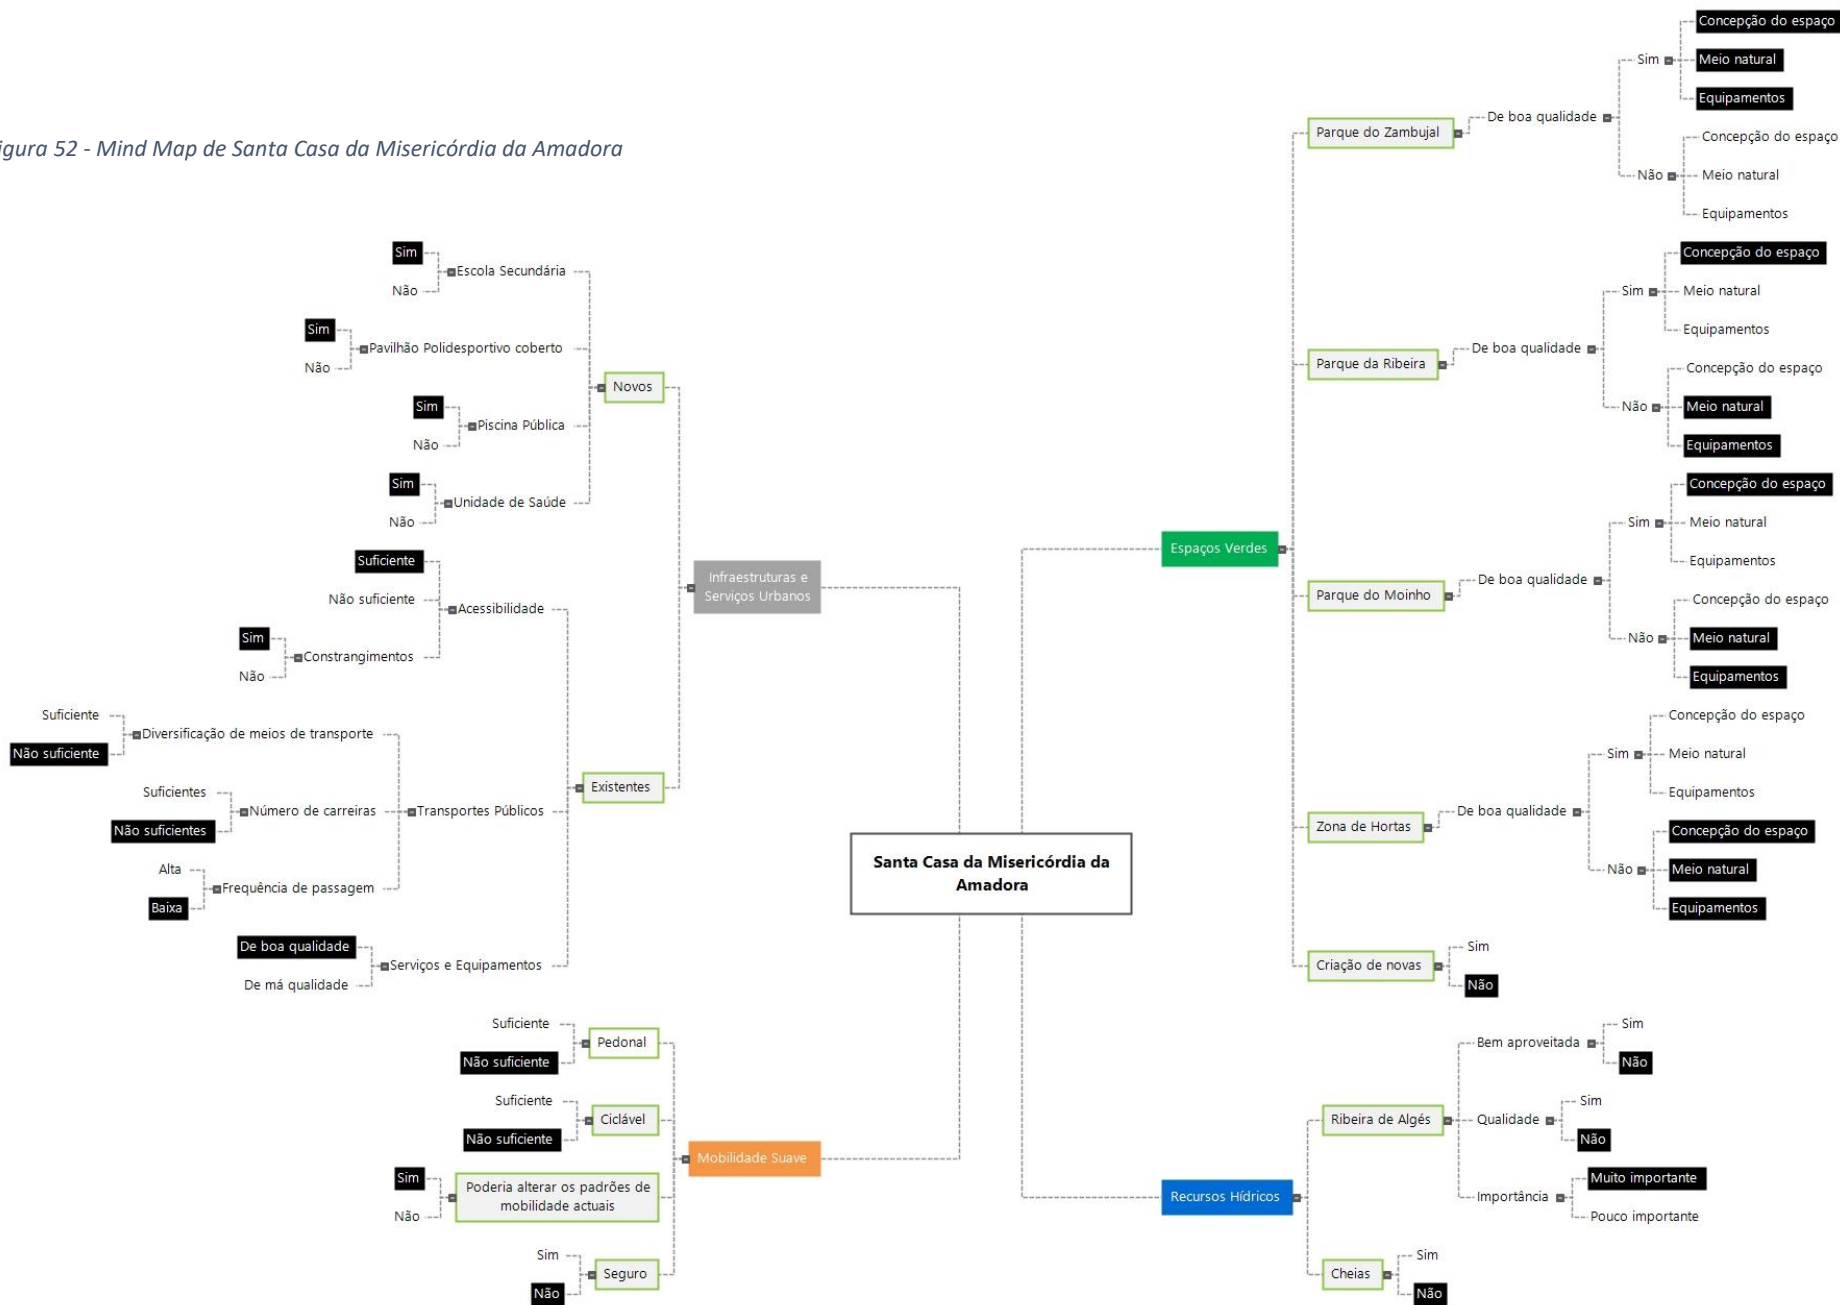 igura 52 - Mind Map de Santa Casa da Misericórdia da Amadora
Santa Casa da Misericórdia da
Amadora
Infraestruturas e
Serviços Urbanos
Novos
Escola Secundária
Sim
Não
Pavilhão Polidesportivo coberto
Sim
Não
Piscina Pública
Sim
Não
Unidade de Saúde
Sim
Não
Existentes
Acessibilidade
Suficiente
Não suficiente
Constrangimentos
Sim
Não
Transportes Públicos
Diversificação de meios de transporte
Suficiente
Não suficiente
Número de carreiras
Suficientes
Não suficientes
Frequência de passagem
Alta
Baixa
Serviços e Equipamentos
De boa qualidade
De má qualidade
Mobilidade Suave
Pedonal
Suficiente
Não suficiente
Ciclável
Suficiente
Não suficiente
Poderia alterar os padrões de
mobilidade actuais
Sim
Não
Seguro
Sim
Não
Espaços Verdes
Parque do Zambujal
De boa qualidade
Sim
Concepção do espaço
Meio natural
Equipamentos
Não
Concepção do espaço
Meio natural
Equipamentos
Parque da Ribeira
De boa qualidade
Sim
Concepção do espaço
Meio natural
Equipamentos
Não
Concepção do espaço
Meio natural
Equipamentos
Parque do Moinho
De boa qualidade
Sim
Concepção do espaço
Meio natural
Equipamentos
Não
Concepção do espaço
Meio natural
Equipamentos
Zona de Hortas
De boa qualidade
Sim
Concepção do espaço
Meio natural
Equipamentos
Não
Concepção do espaço
Meio natural
Equipamentos
Criação de novas
Sim
Não
Recursos Hídricos
Ribeira de Algés
Bem aproveitada
Sim
Não
Qualidade
Sim
Não
Importância
Muito importante
Pouco importante
Cheias
Sim
Não